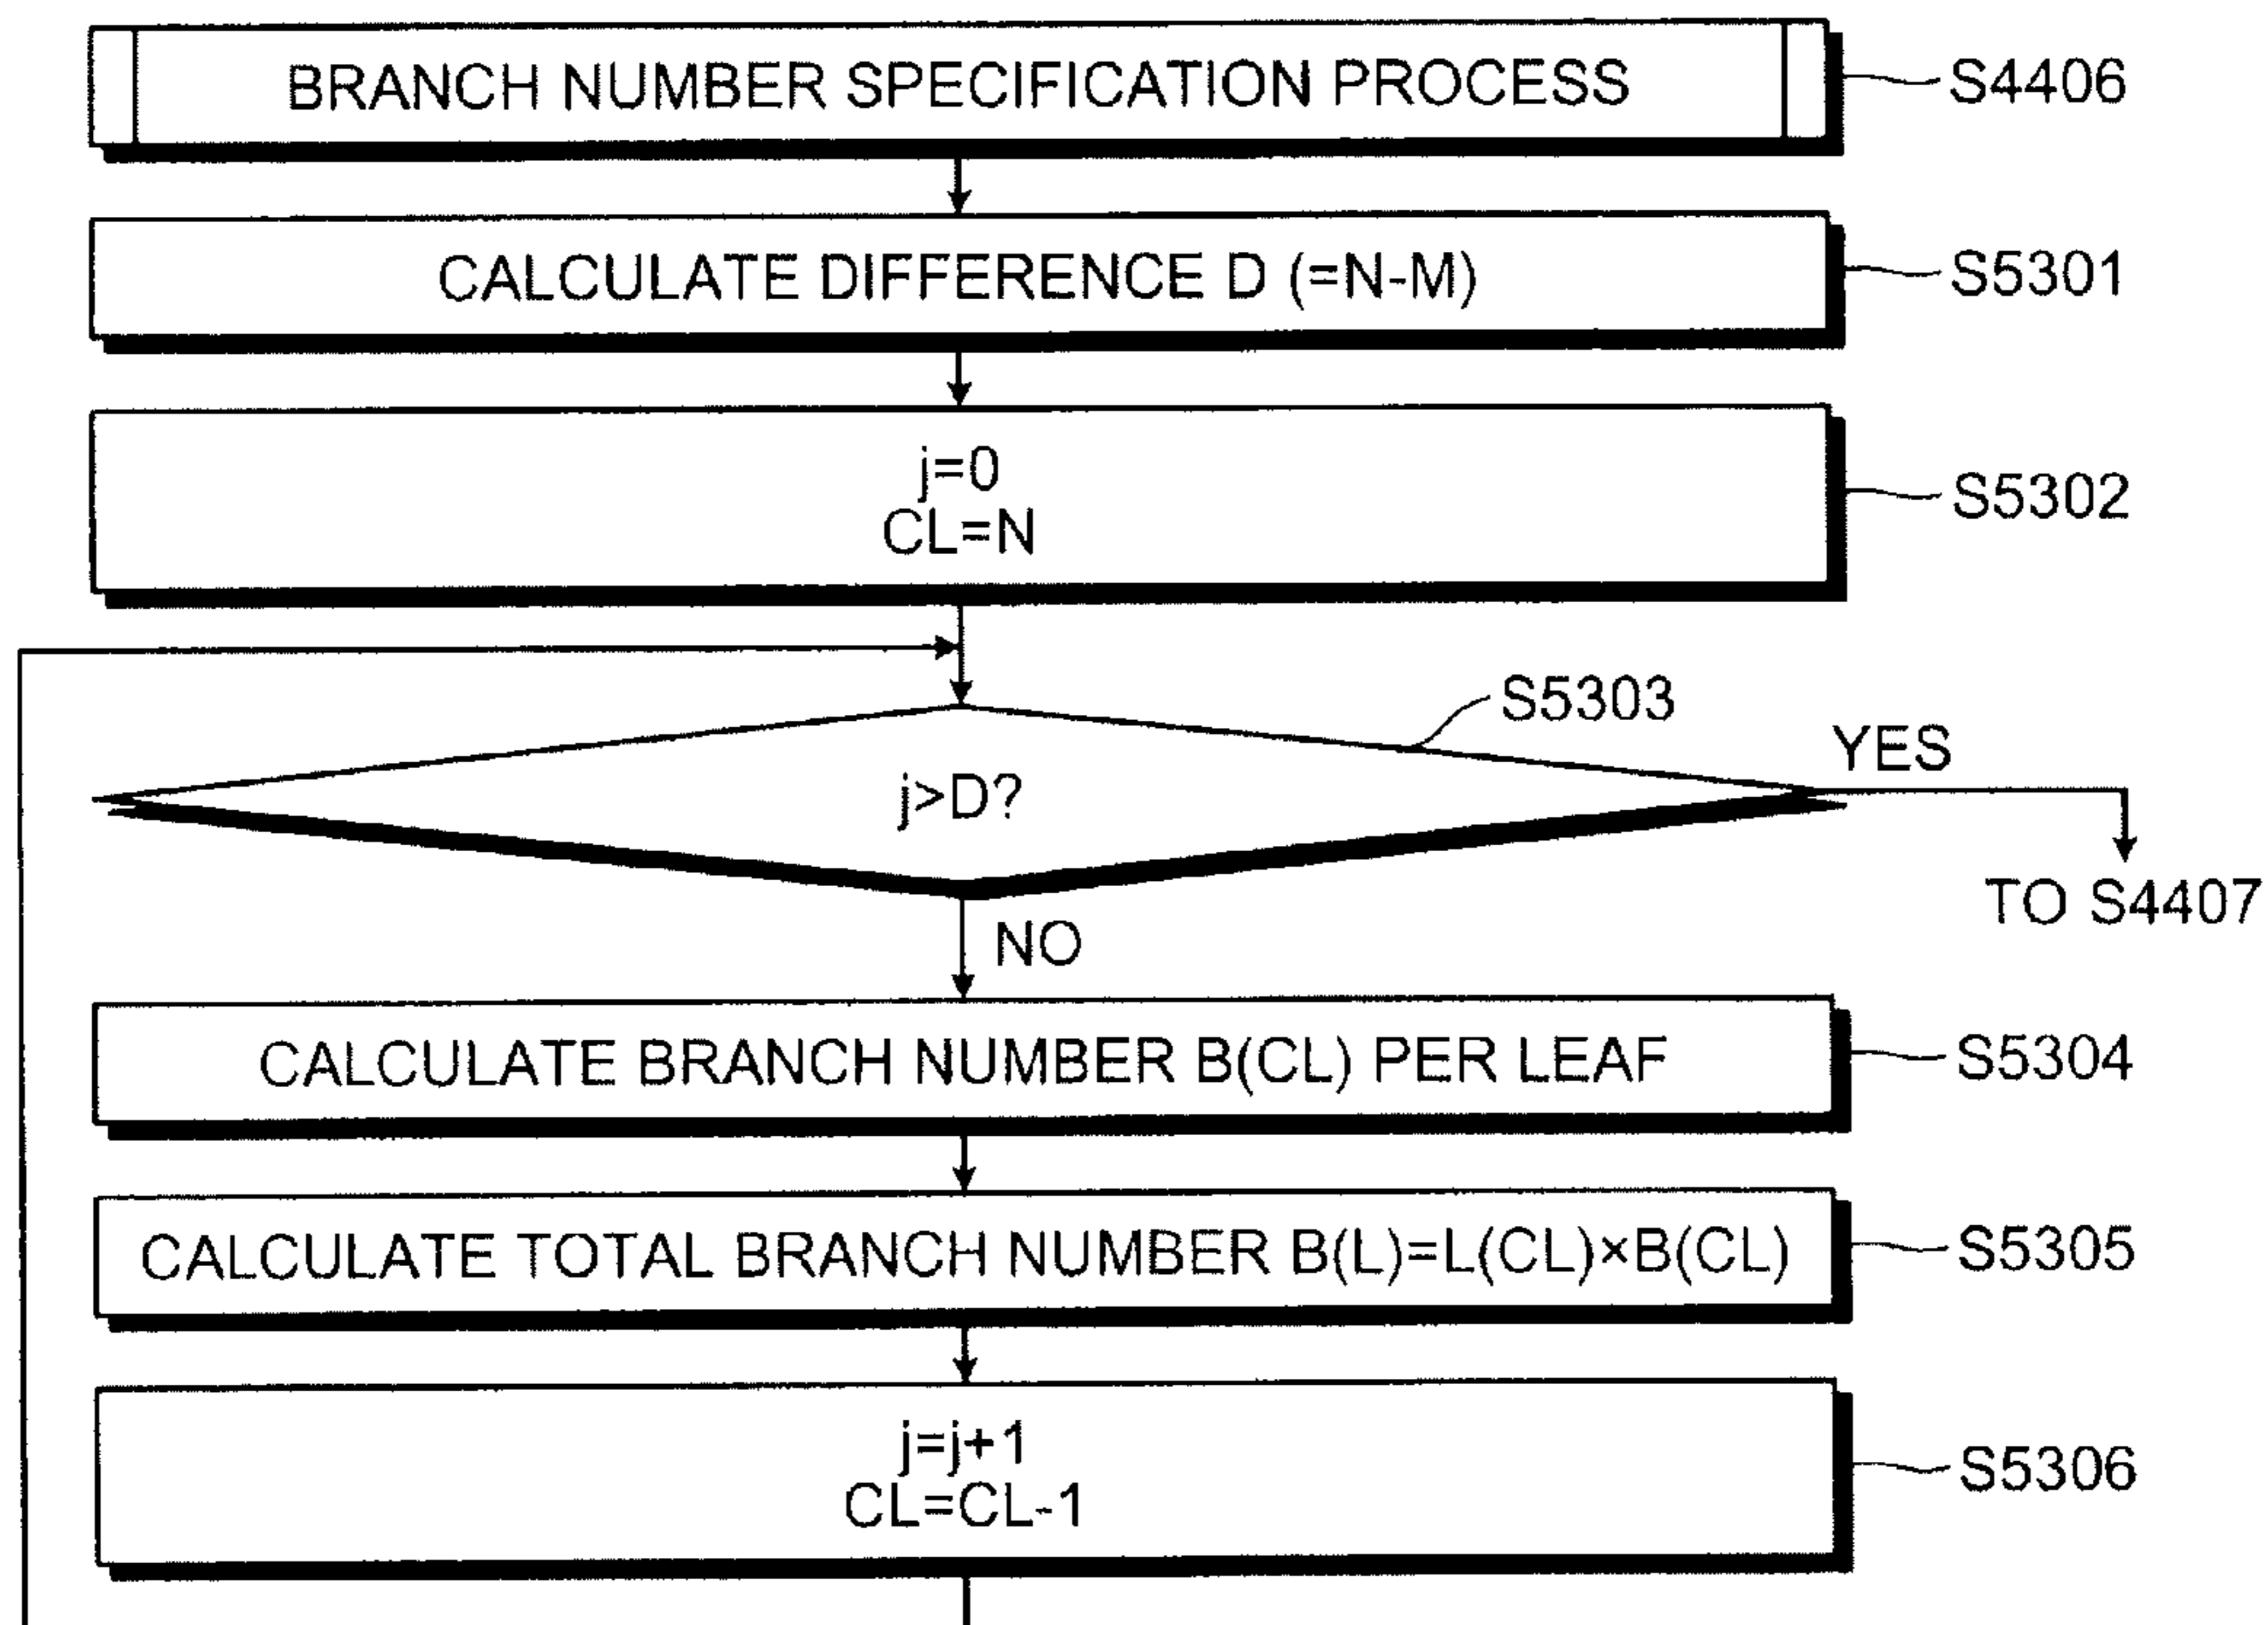 BRANCH NUMBER SPECIFICATION PROCESS
S4406
CALCULATE DIFFERENCE D (=N-M)
S5301
j=0
CL=N
S5302
S5303
j>D?
YES
TO S4407
NO
CALCULATE BRANCH NUMBER B(CL) PER LEAF
S5304
CALCULATE TOTAL BRANCH NUMBER B(L)=L(CL)×B(CL)
S5305
j=j+1
CL=CL-1
S5306